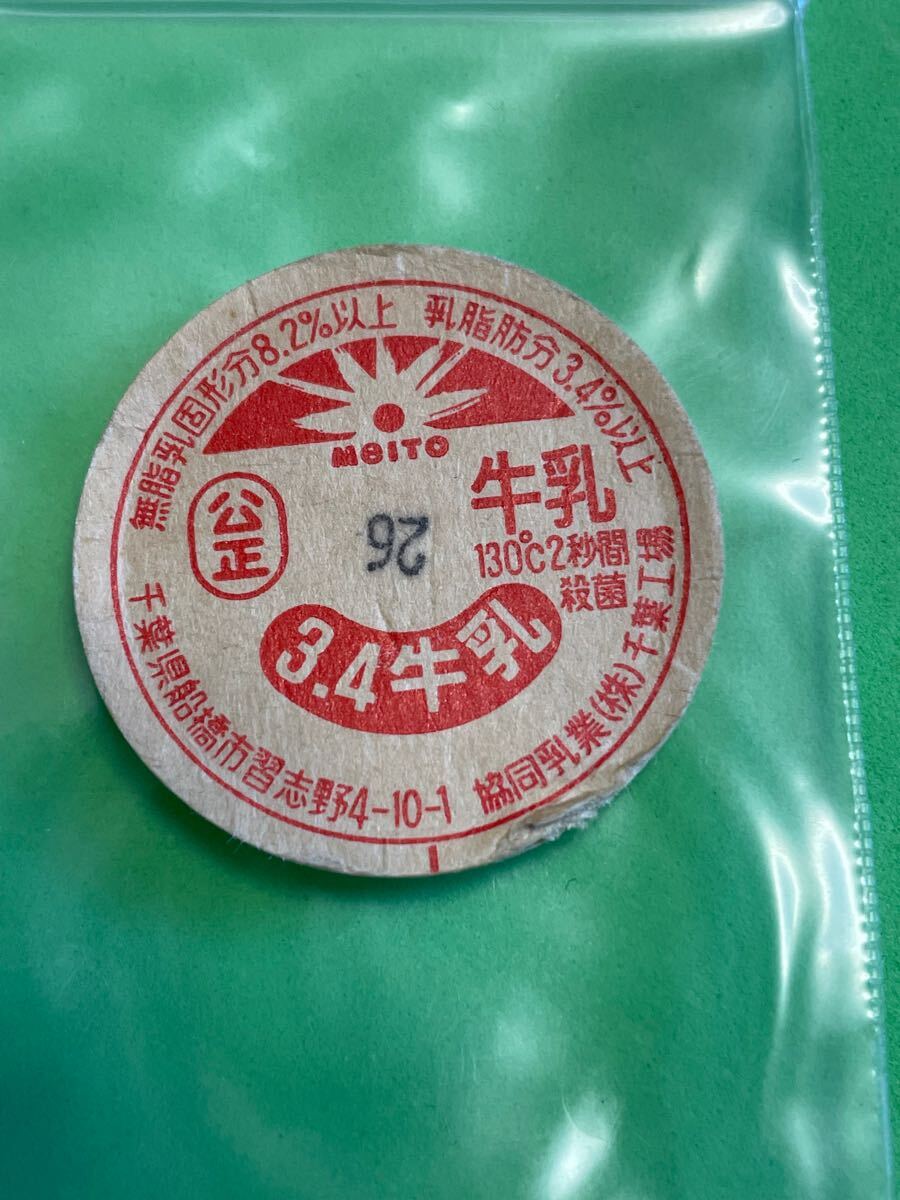 無脂乳固形分8.2%以上 乳脂肪分3.4%以上
MEITO
公正
牛乳
130℃2秒間
殺菌
26
3.4牛乳
千葉県船橋市習志野4-10-1 協同乳業(株)千葉工場